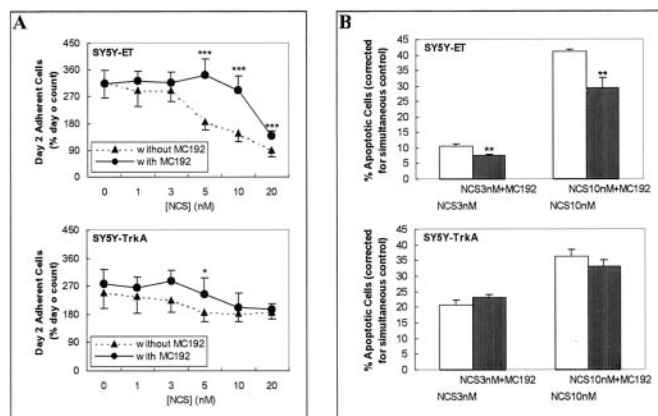 A
SY5Y-ET
Day 2 Adherent Cells
(% day o count)
450
360
270
180
90
0
***
***
***
without MC192
with MC192
0 1 3 5 10 20
[NCS] (nM)
SY5Y-TrkA
Day 2 Adherent Cells
(% day o count)
450
360
270
180
90
0
*
without MC192
with MC192
0 1 3 5 10 20
[NCS] (nM)
B
SY5Y-ET
% Apoptotic Cells (corrected
for simultaneous control)
45
40
35
30
25
20
15
10
5
0
**
**
NCS3nM+MC192 NCS10nM+MC192
NCS3nM NCS10nM
SY5Y-TrkA
% Apoptotic Cells (corrected
for simultaneous control)
45
40
35
30
25
20
15
10
5
0
NCS3nM+MC192 NCS10nM+MC192
NCS3nM NCS10nM